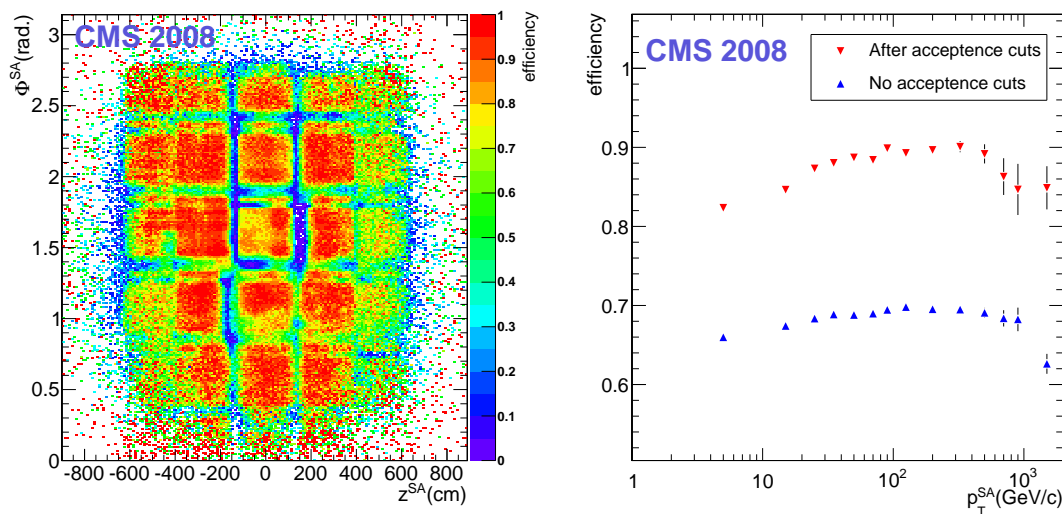 CMS 2008
Φ^SA(rad.)
3
2.5
2
1.5
1
0.5
0
-800 -600 -400 -200 0 200 400 600 800
z^SA(cm)
1
0.9
0.8
0.7
0.6
0.5
0.4
0.3
0.2
0.1
0
efficiency
CMS 2008
After acceptence cuts
No acceptence cuts
efficiency
1
0.9
0.8
0.7
0.6
1 10 10^2 10^3
p_T^SA(GeV/c)